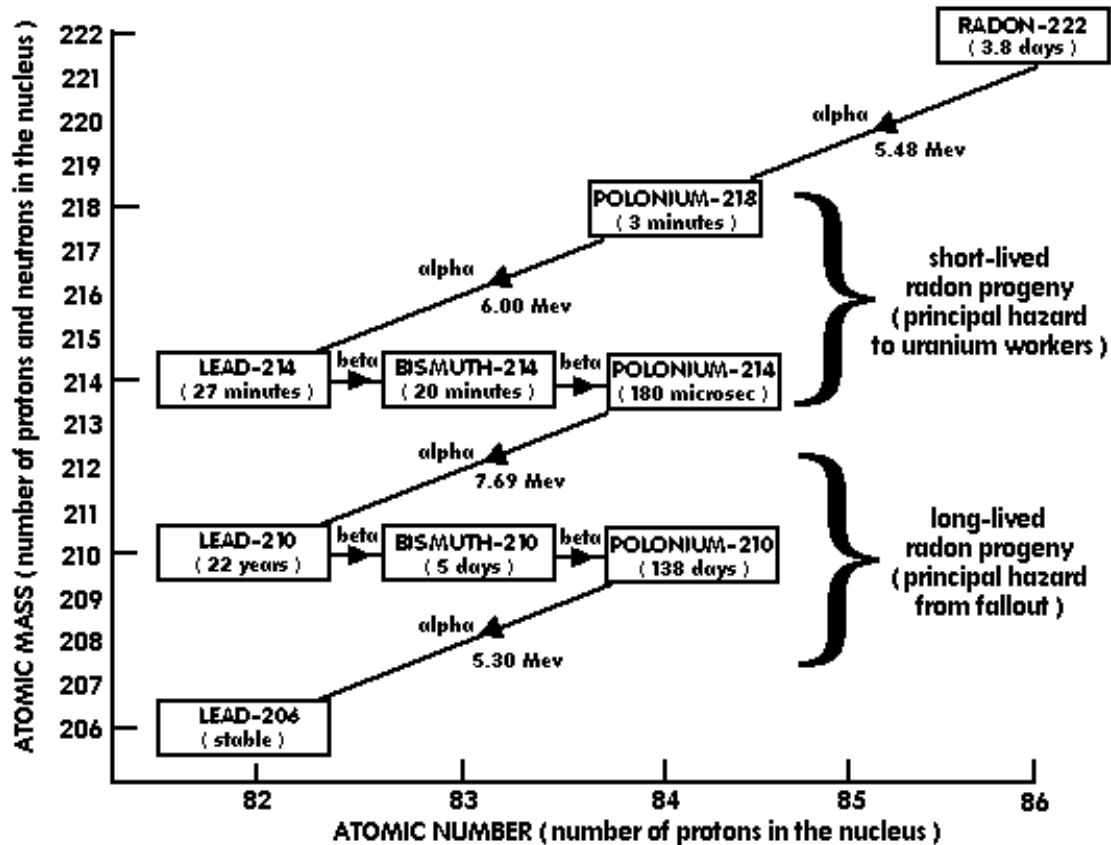 ATOMIC MASS ( number of protons and neutrons in the nucleus )
222
221
220
219
218
217
216
215
214
213
212
211
210
209
208
207
206
RADON-222
( 3.8 days )
alpha
5.48 Mev
POLONIUM-218
( 3 minutes )
alpha
6.00 Mev
LEAD-214
( 27 minutes )
beta
BISMUTH-214
( 20 minutes )
beta
POLONIUM-214
( 180 microsec )
short-lived
radon progeny
( principal hazard
to uranium workers )
alpha
7.69 Mev
LEAD-210
( 22 years )
beta
BISMUTH-210
( 5 days )
beta
POLONIUM-210
( 138 days )
long-lived
radon progeny
( principal hazard
from fallout )
alpha
5.30 Mev
LEAD-206
( stable )
82 83 84 85 86
ATOMIC NUMBER ( number of protons in the nucleus )